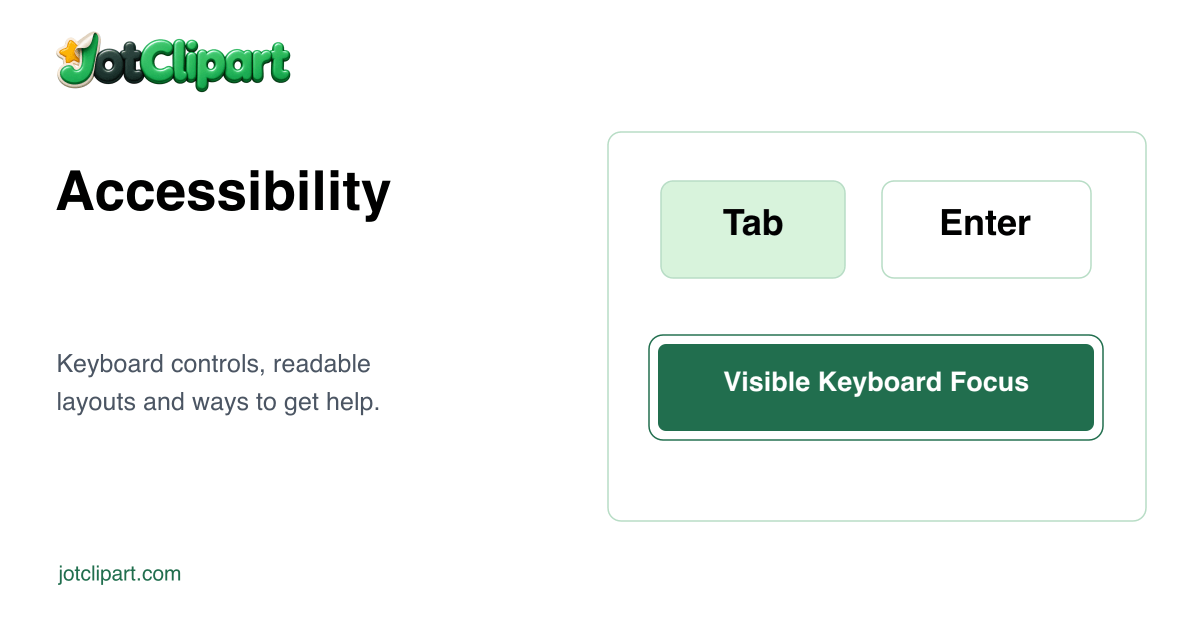 JotClipart
Accessibility
Keyboard controls, readable
layouts and ways to get help.
jotclipart.com
Tab
Enter
Visible Keyboard Focus